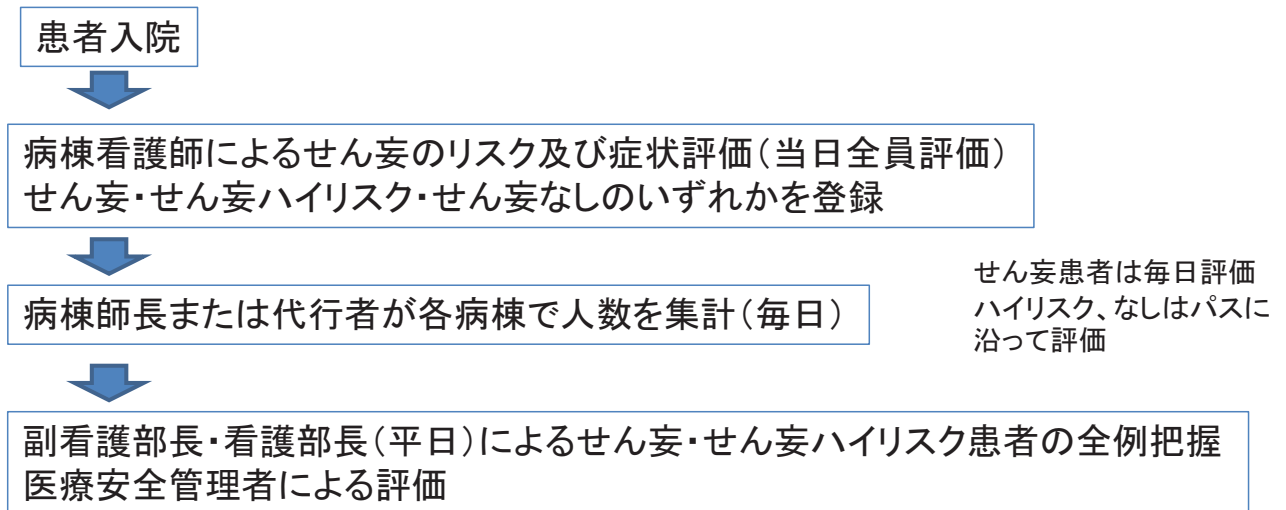 患者入院
病棟看護師によるせん妄のリスク及び症状評価(当日全員評価)
せん妄・せん妄ハイリスク・せん妄なしのいずれかを登録
病棟師長または代行者が各病棟で人数を集計(毎日)
せん妄患者は毎日評価
ハイリスク、なしはパスに
沿って評価
副看護部長・看護部長(平日)によるせん妄・せん妄ハイリスク患者の全例把握
医療安全管理者による評価